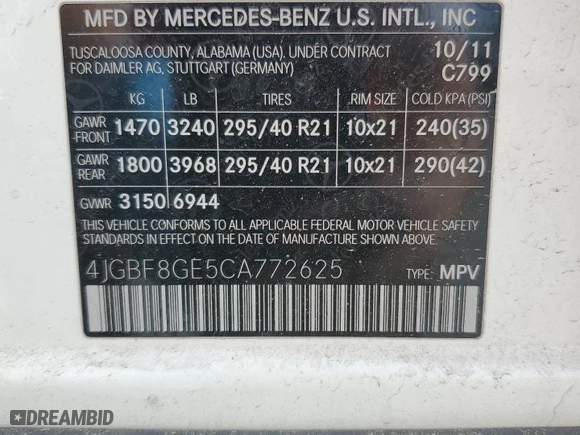 MFD BY MERCEDES-BENZ U.S. INTL., INC
TUSCALOOSA COUNTY, ALABAMA (USA). UNDER CONTRACT 10/11
FOR DAIMLER AG, STUTTGART (GERMANY) C799
KG LB TIRES RIM SIZE COLD KPA (PSI)
GAWR FRONT 1470 3240 295/40 R21 10x21 240(35)
GAWR REAR 1800 3968 295/40 R21 10x21 290(42)
GVWR 3150 6944
THIS VEHICLE CONFORMS TO ALL APPLICABLE FEDERAL MOTOR VEHICLE SAFETY
STANDARDS IN EFFECT ON THE DATE OF MANUFACTURE SHOWN ABOVE.
4JGBF8GE5CA772625 TYPE: MPV
DREAMBID